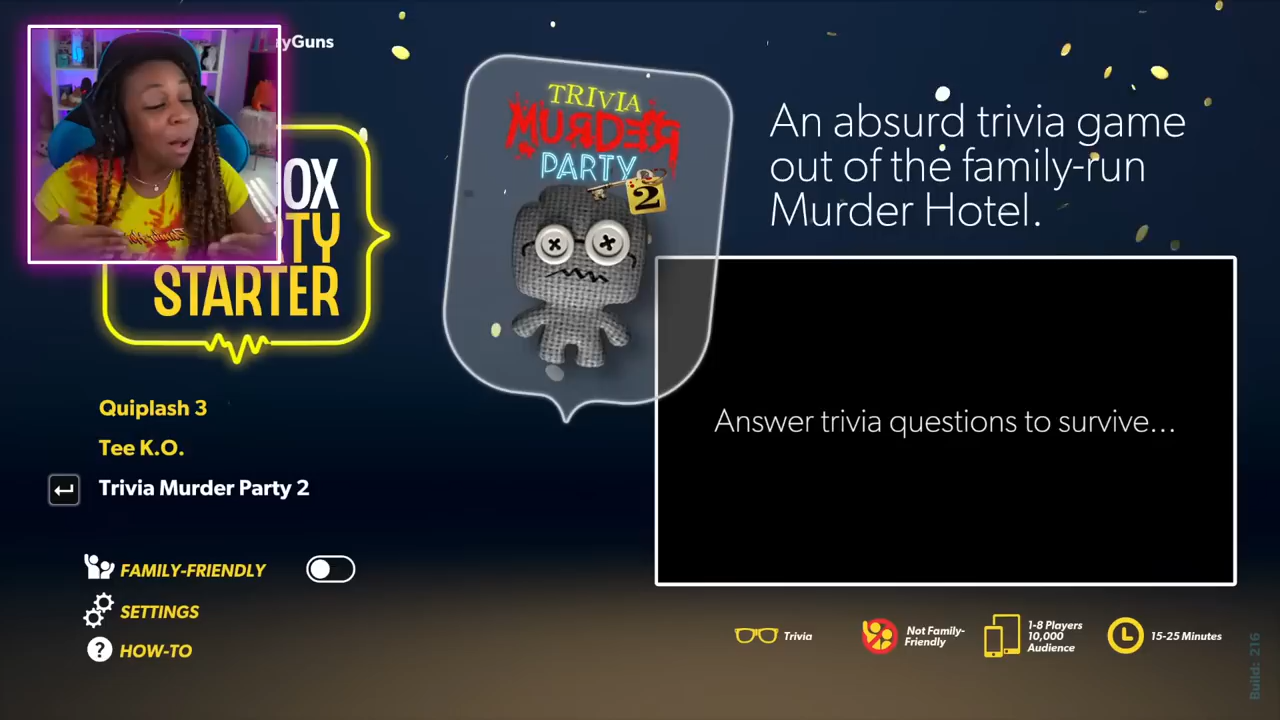 yGuns
OX
RTY
STARTER
TRIVIA
MURDER
PARTY
2
An absurd trivia game
out of the family-run
Murder Hotel.
Answer trivia questions to survive...
Quiplash 3
Tee K.O.
Trivia Murder Party 2
FAMILY-FRIENDLY
SETTINGS
? HOW-TO
Trivia
Not Family-
Friendly
1-8 Players
10,000
Audience
15-25 Minutes
Build: 216